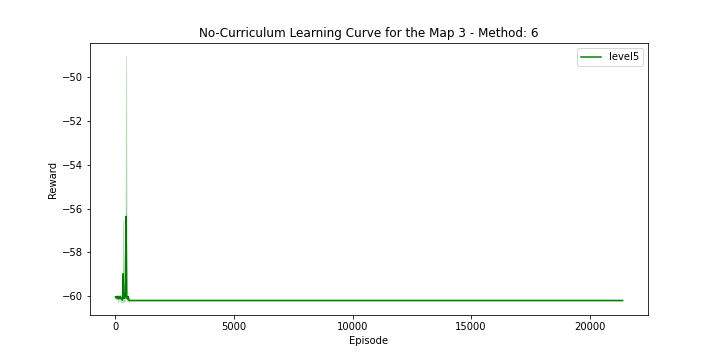 No-Curriculum Learning Curve for the Map 3 - Method: 6
level5
Reward
−50
−52
−54
−56
−58
−60
0 5000 10000 15000 20000
Episode